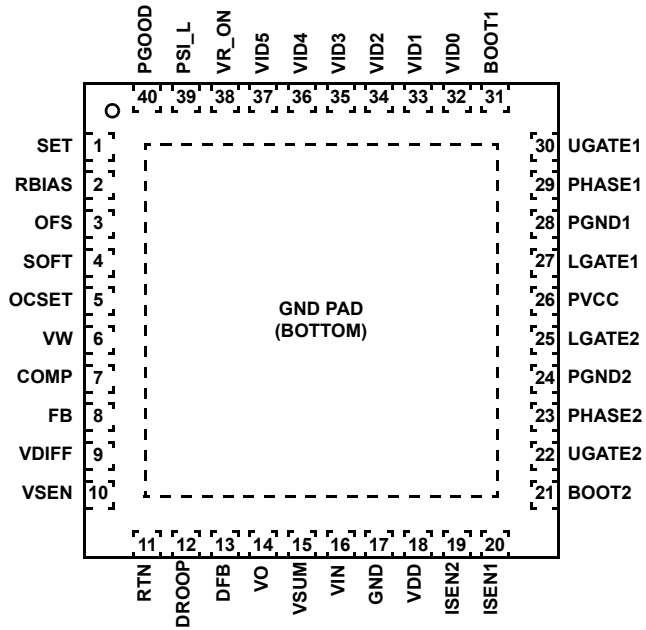 PGOOD PSI_L VR_ON VID5 VID4 VID3 VID2 VID1 VID0 BOOT1
40 39 38 37 36 35 34 33 32 31
SET 1 30 UGATE1
RBIAS 2 29 PHASE1
OFS 3 28 PGND1
SOFT 4 27 LGATE1
OCSET 5 26 PVCC
GND PAD
(BOTTOM)
VW 6 25 LGATE2
COMP 7 24 PGND2
FB 8 23 PHASE2
VDIFF 9 22 UGATE2
VSEN 10 21 BOOT2
11 12 13 14 15 16 17 18 19 20
RTN DROOP DFB VO VSUM VIN GND VDD ISEN2 ISEN1